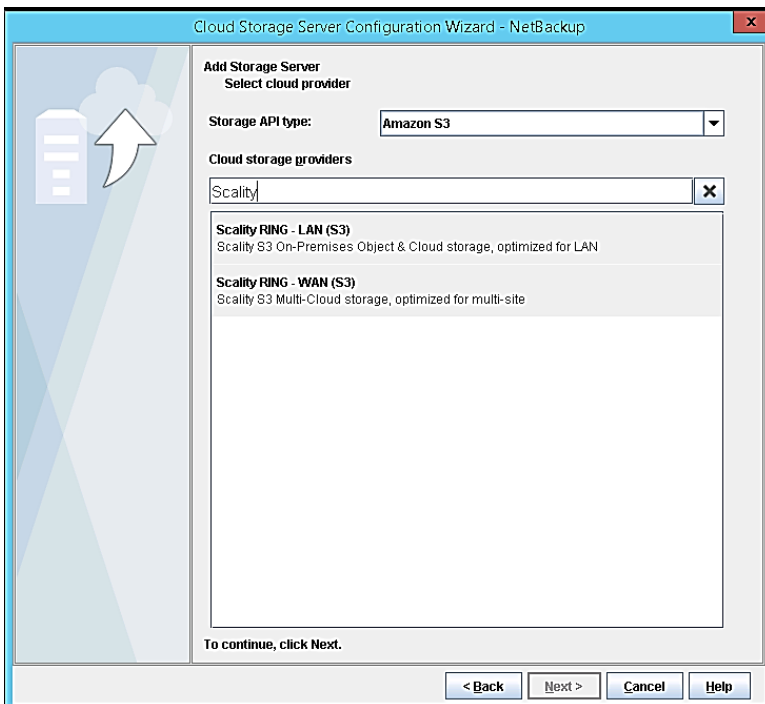 Cloud Storage Server Configuration Wizard - NetBackup
x
Add Storage Server
Select cloud provider
Storage API type:
Amazon S3
Cloud storage providers
Scality
Scality RING - LAN (S3)
Scality S3 On-Premises Object & Cloud storage, optimized for LAN
Scality RING - WAN (S3)
Scality S3 Multi-Cloud storage, optimized for multi-site
To continue, click Next.
< Back
Next >
Cancel
Help